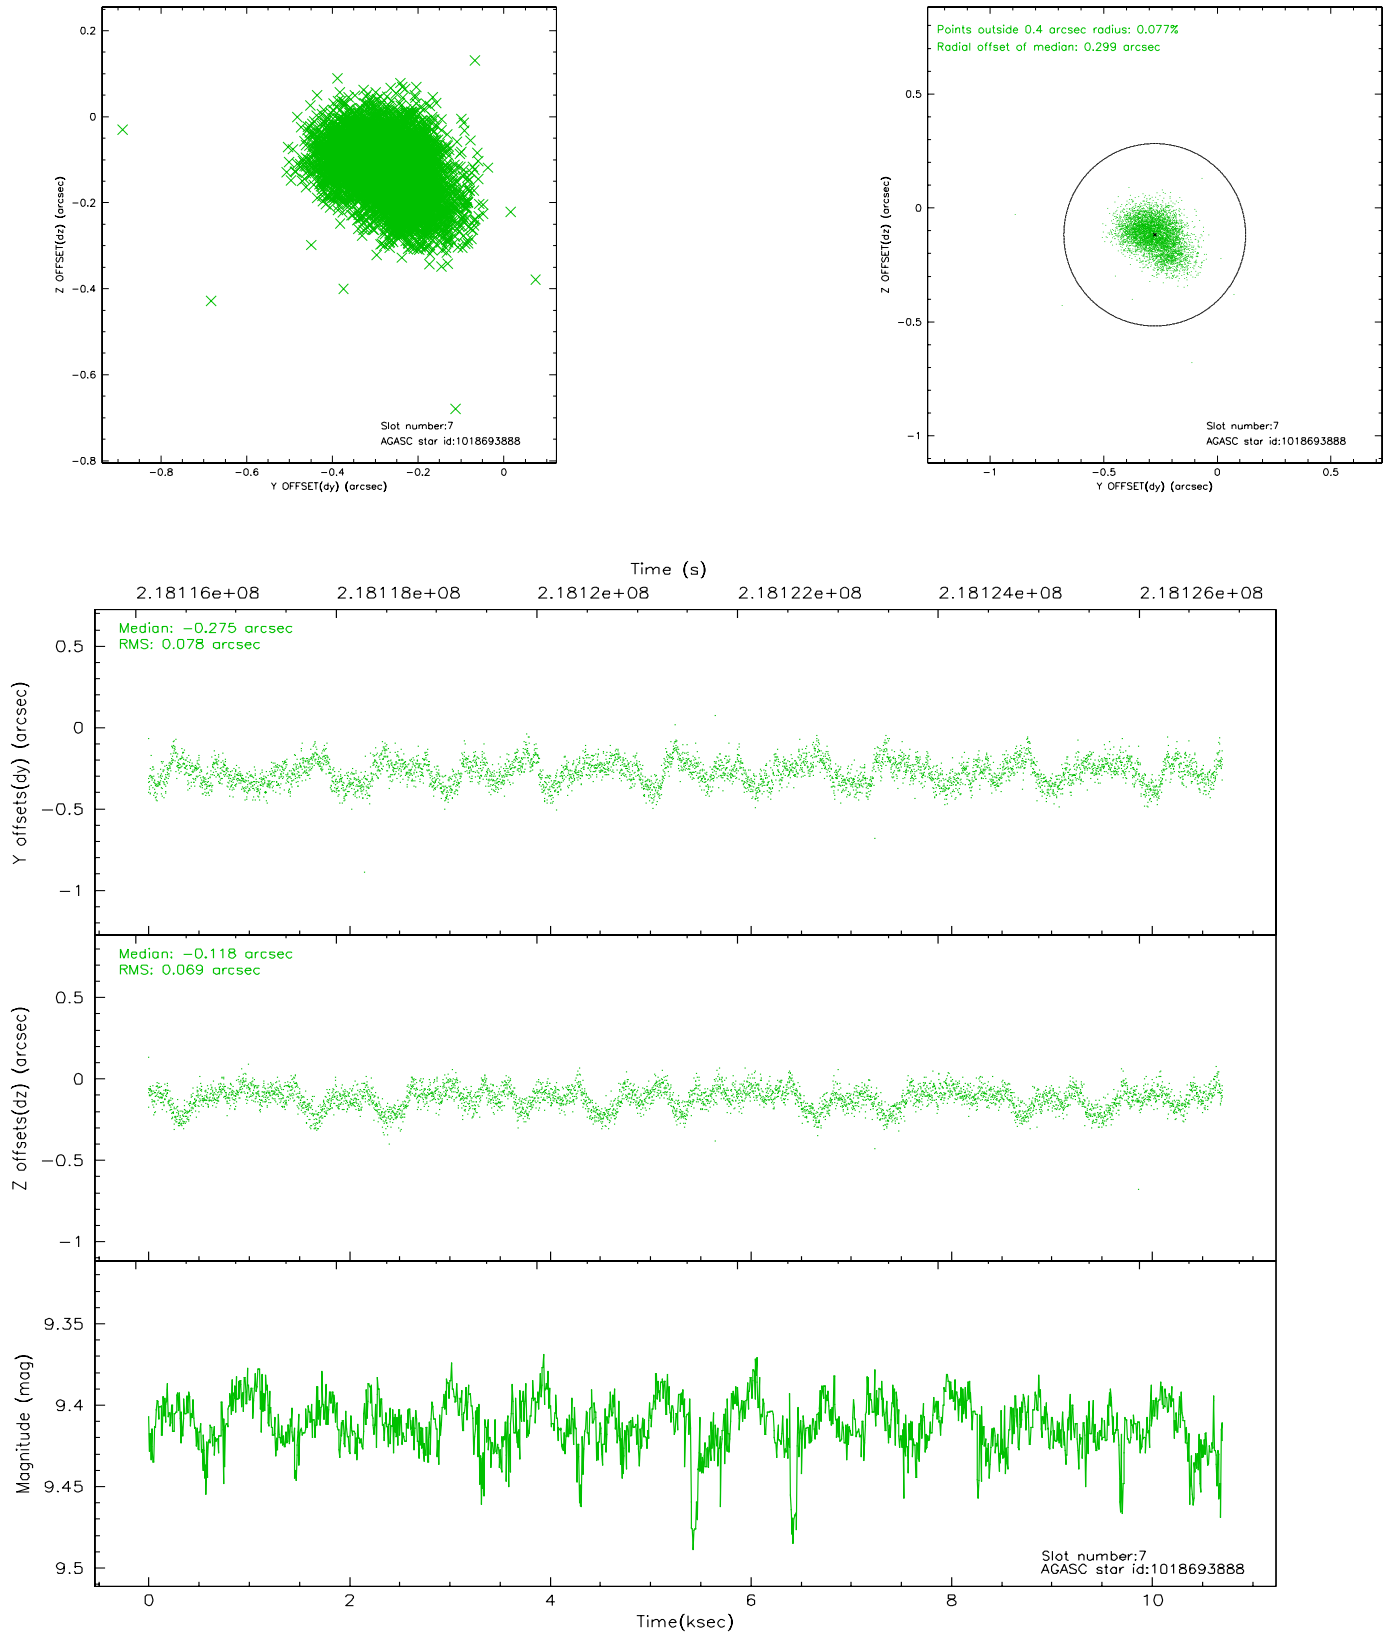 0.2
0
−0.2
−0.4
−0.6
−0.8
Z OFFSET(dz) (arcsec)
Slot number:7
AGASC star id:1018693888
−0.8
−0.6
−0.4
−0.2
0
Y OFFSET(dy) (arcsec)
Points outside 0.4 arcsec radius: 0.077%
Radial offset of median: 0.299 arcsec
0.5
0
−0.5
−1
Z OFFSET(dz) (arcsec)
Slot number:7
AGASC star id:1018693888
−1
−0.5
0
0.5
Y OFFSET(dy) (arcsec)
Time (s)
2.18116e+08
2.18118e+08
2.1812e+08
2.18122e+08
2.18124e+08
2.18126e+08
Median: −0.275 arcsec
RMS: 0.078 arcsec
0.5
0
−0.5
−1
Y offsets(dy) (arcsec)
Median: −0.118 arcsec
RMS: 0.069 arcsec
0.5
0
−0.5
−1
Z offsets(dz) (arcsec)
9.35
9.4
9.45
9.5
Magnitude (mag)
Slot number:7
AGASC star id:1018693888
0
2
4
6
8
10
Time(ksec)